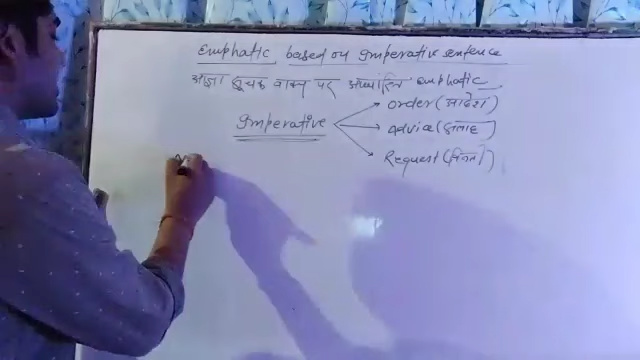 Emphatic based on Imperative sentence
आज्ञा सूचक वाक्य पर आधारित Emphatic
Imperative
order (आदेश)
Advice (सलाह)
Request (विनती)